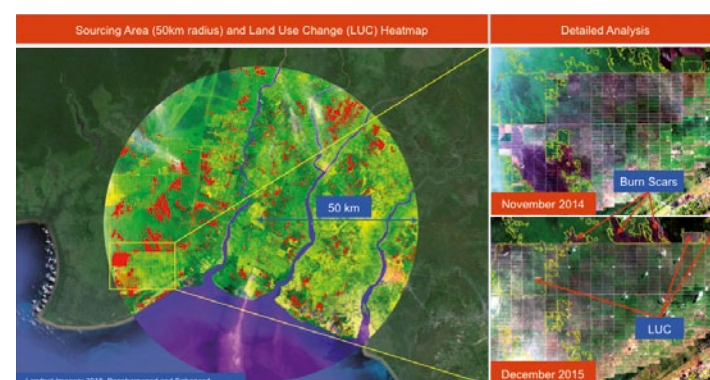 Sourcing Area (50km radius) and Land Use Change (LUC) Heatmap
Detailed Analysis
50 km
Burn Scars
November 2014
LUC
December 2015